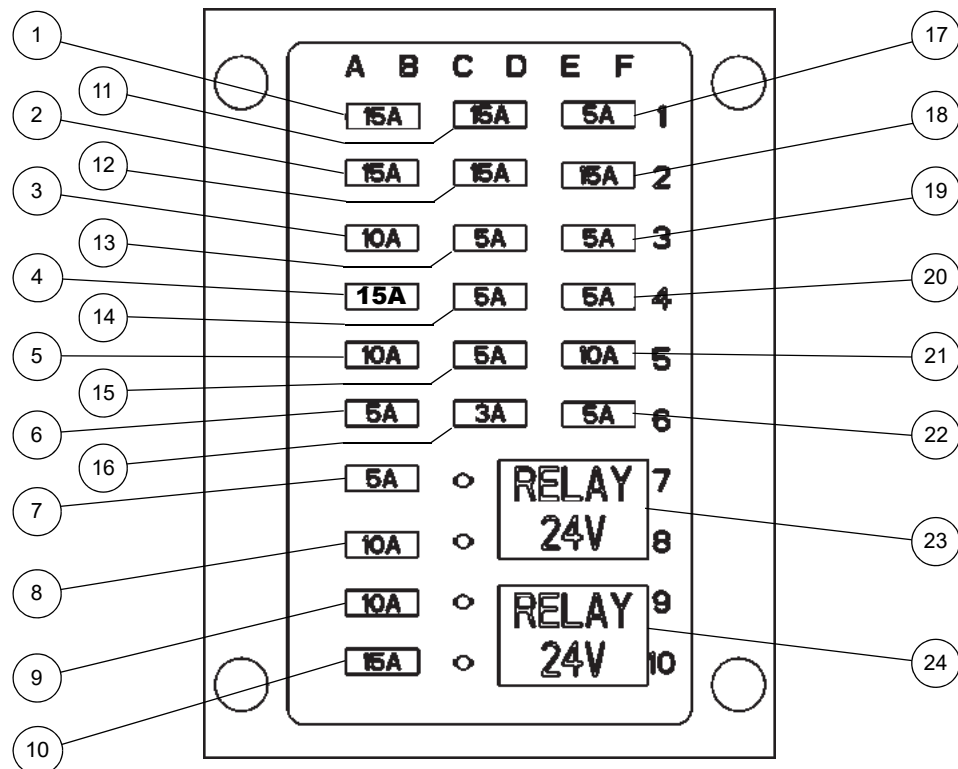 A B C D E F
1 11 15A 15A 5A 1 17
2 12 15A 15A 15A 2 18
3 13 10A 5A 5A 3 19
4 14 15A 5A 5A 4 20
5 15 10A 5A 10A 5 21
6 16 5A 3A 5A 6 22
7 5A RELAY 7
8 10A 24V 8 23
9 10A RELAY 9
10 15A 24V 10 24